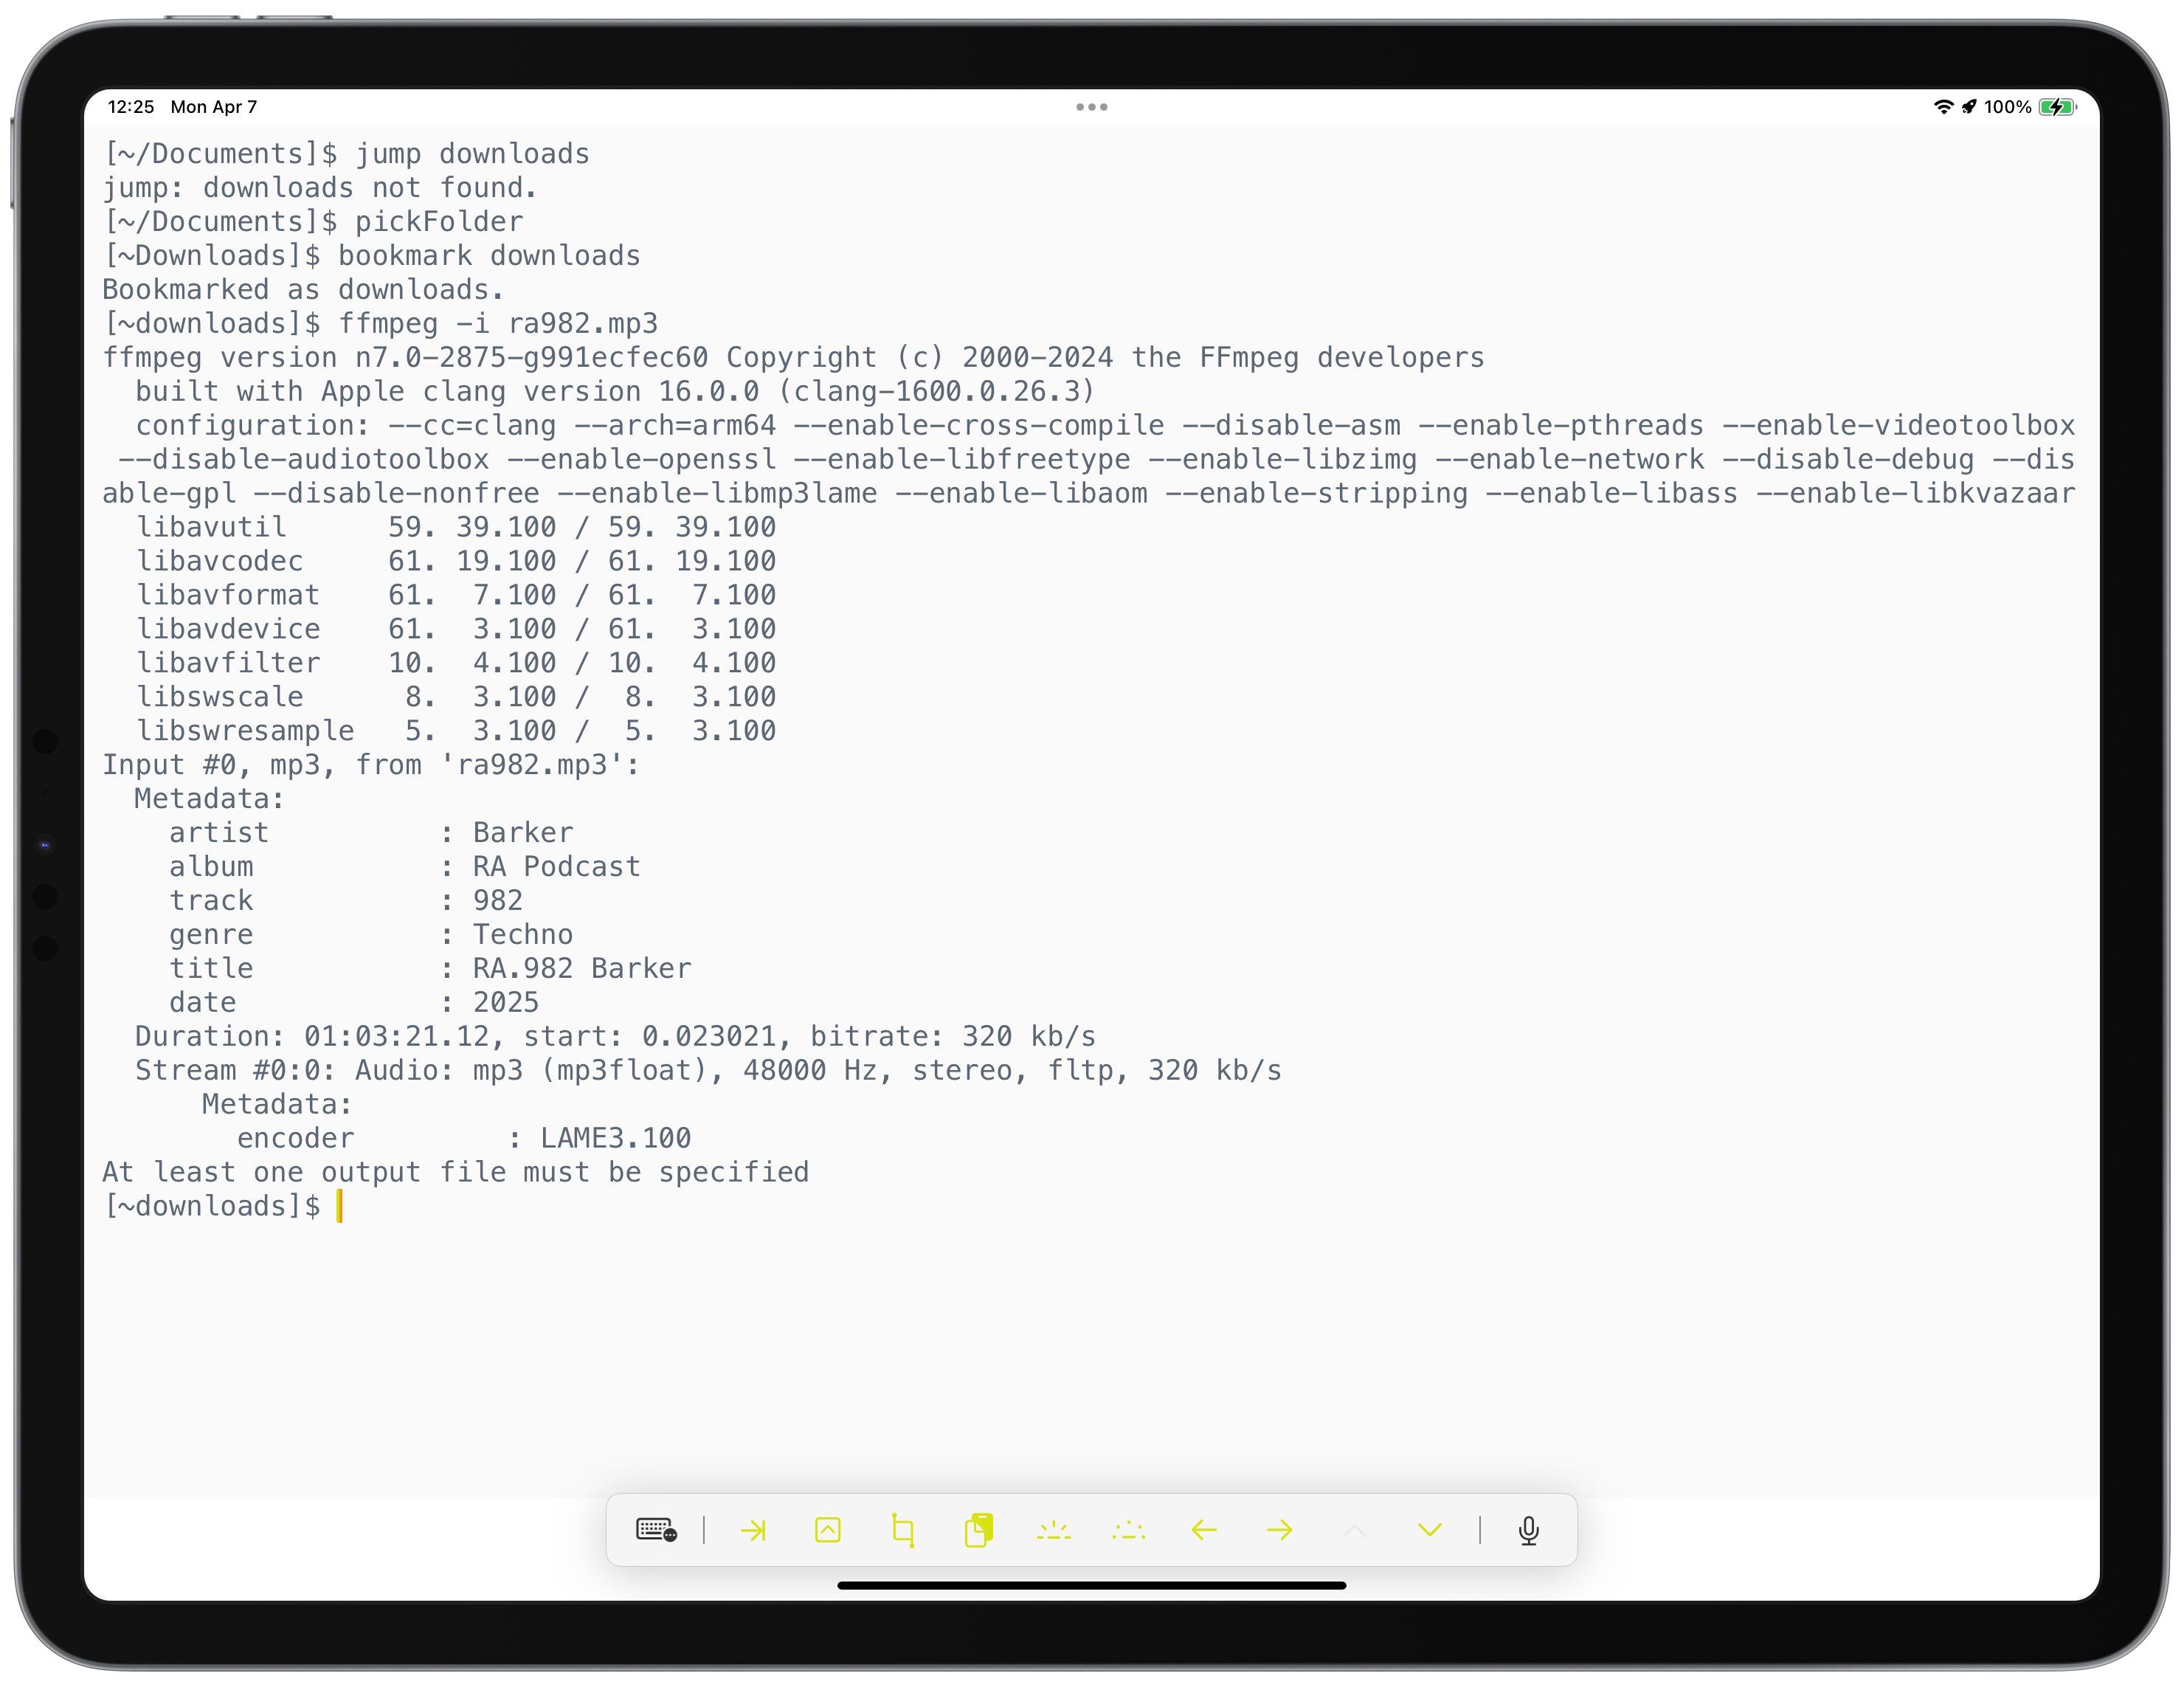 12:25 Mon Apr 7 100%
[~/Documents]$ jump downloads
jump: downloads not found.
[~/Documents]$ pickFolder
[~Downloads]$ bookmark downloads
Bookmarked as downloads.
[~downloads]$ ffmpeg -i ra982.mp3
ffmpeg version n7.0-2875-g991ecfec60 Copyright (c) 2000-2024 the FFmpeg developers
  built with Apple clang version 16.0.0 (clang-1600.0.26.3)
  configuration: --cc=clang --arch=arm64 --enable-cross-compile --disable-asm --enable-pthreads --enable-videotoolbox
 --disable-audiotoolbox --enable-openssl --enable-libfreetype --enable-libzimg --enable-network --disable-debug --dis
able-gpl --disable-nonfree --enable-libmp3lame --enable-libaom --enable-stripping --enable-libass --enable-libkvazaar
  libavutil      59. 39.100 / 59. 39.100
  libavcodec     61. 19.100 / 61. 19.100
  libavformat    61.  7.100 / 61.  7.100
  libavdevice    61.  3.100 / 61.  3.100
  libavfilter    10.  4.100 / 10.  4.100
  libswscale      8.  3.100 /  8.  3.100
  libswresample   5.  3.100 /  5.  3.100
Input #0, mp3, from 'ra982.mp3':
  Metadata:
    artist          : Barker
    album           : RA Podcast
    track           : 982
    genre           : Techno
    title           : RA.982 Barker
    date            : 2025
  Duration: 01:03:21.12, start: 0.023021, bitrate: 320 kb/s
  Stream #0:0: Audio: mp3 (mp3float), 48000 Hz, stereo, fltp, 320 kb/s
      Metadata:
        encoder         : LAME3.100
At least one output file must be specified
[~downloads]$